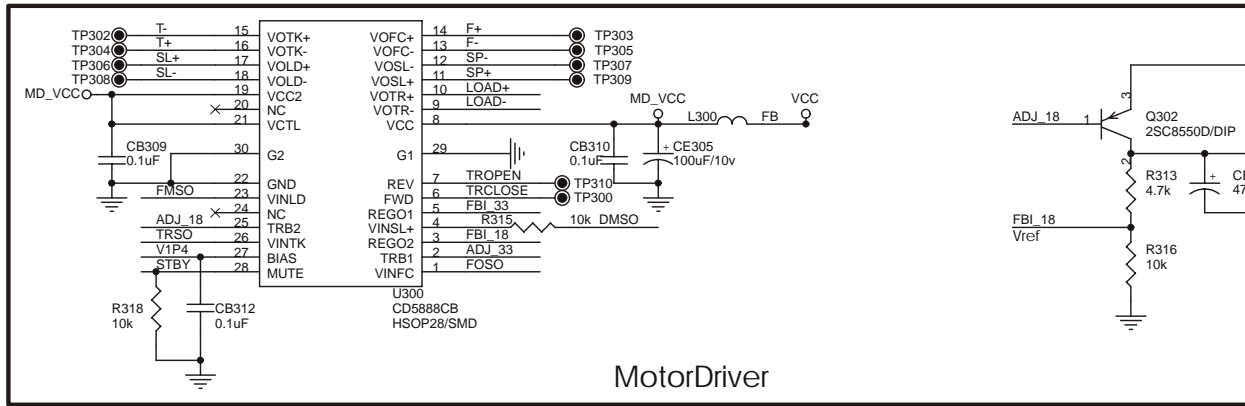 TP302 T- 15 VOTK+ VOFC+ 14 F+ TP303
TP304 T+ 16 VOTK- VOFC- 13 F- TP305
TP306 SL+ 17 VOLD+ VOSL- 12 SP- TP307
TP308 SL- 18 VOLD- VOSL+ 11 SP+ TP309
MD_VCC 19 VCC2 VOTR+ 10 LOAD+
20 NC VOTR- 9 LOAD-
21 VCTL VCC 8
MD_VCC L300 FB VCC
CB309
0.1uF
30 G2 G1 29
CB310
0.1uF
+ CE305
100uF/10v
22 GND REV 7 TROPEN TP310
FMSO 23 VINLD FWD 6 TRCLOSE TP300
24 NC REGO1 5 FBI_33
ADJ_18 25 TRB2 VINSL+ 4 R315 10k DMSO
TRSO 26 VINTK REGO2 3 FBI_18
V1P4 27 BIAS TRB1 2 ADJ_33
STBY 28 MUTE VINFC 1 FOSO
U300
CD5888CB
HSOP28/SMD
R318
10k
CB312
0.1uF
ADJ_18 1 3 2
Q302
2SC8550D/DIP
R313
4.7k
+
FBI_18
Vref
R316
10k
MotorDriver